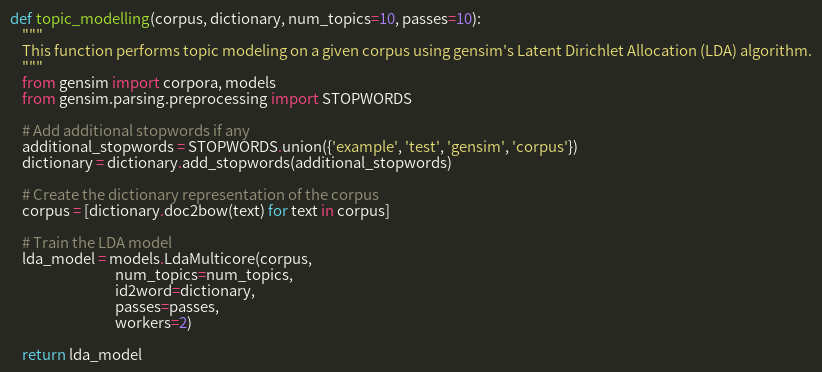 def topic_modelling(corpus, dictionary, num_topics=10, passes=10):
    """
    This function performs topic modeling on a given corpus using gensim's Latent Dirichlet Allocation (LDA) algorithm.
    """
    from gensim import corpora, models
    from gensim.parsing.preprocessing import STOPWORDS

    # Add additional stopwords if any
    additional_stopwords = STOPWORDS.union({'example', 'test', 'gensim', 'corpus'})
    dictionary = dictionary.add_stopwords(additional_stopwords)

    # Create the dictionary representation of the corpus
    corpus = [dictionary.doc2bow(text) for text in corpus]

    # Train the LDA model
    lda_model = models.LdaMulticore(corpus,
                        num_topics=num_topics,
                        id2word=dictionary,
                        passes=passes,
                        workers=2)

    return lda_model